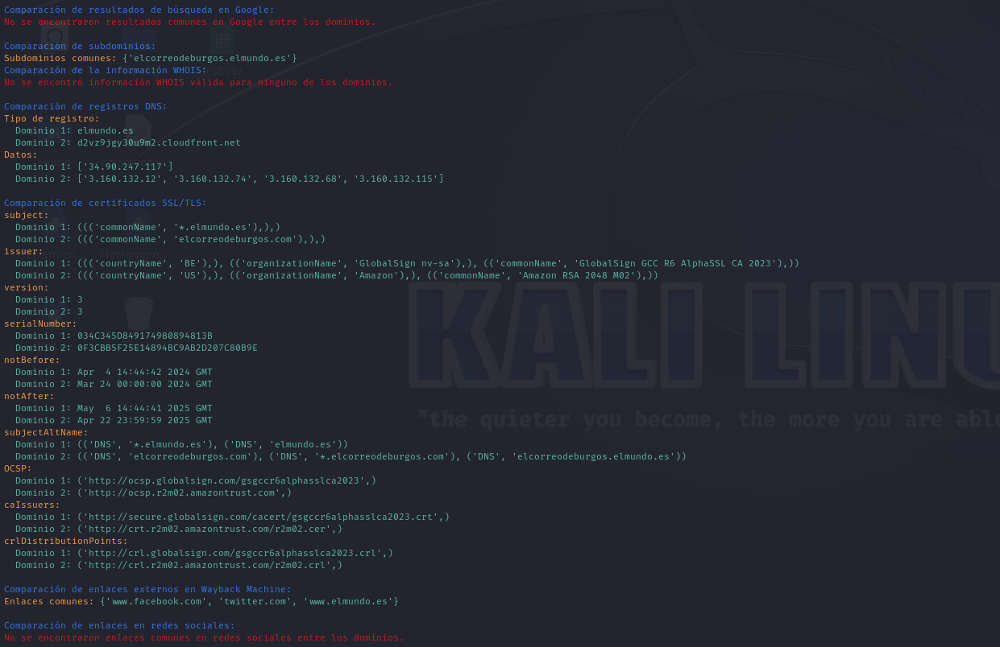 Comparación de resultados de búsqueda en Google:
No se encontraron resultados comunes en Google entre los dominios.
Comparación de subdominios:
Subdominios comunes: {'elcorreodeburgos.elmundo.es'}
Comparación de la información WHOIS:
No se encontró información WHOIS válida para ninguno de los dominios.
Comparación de registros DNS:
Tipo de registro:
Dominio 1: elmundo.es
Dominio 2: d2vz9jgy30u9m2.cloudfront.net
Datos:
Dominio 1: ['34.90.247.117']
Dominio 2: ['3.160.132.12', '3.160.132.74', '3.160.132.68', '3.160.132.115']
Comparación de certificados SSL/TLS:
subject:
Dominio 1: ((('commonName', '*.elmundo.es'),),)
Dominio 2: ((('commonName', 'elcorreodeburgos.com'),),)
issuer:
Dominio 1: ((('countryName', 'BE'),), (('organizationName', 'GlobalSign nv-sa'),), (('commonName', 'GlobalSign GCC R6 AlphaSSL CA 2023'),))
Dominio 2: ((('countryName', 'US'),), (('organizationName', 'Amazon'),), (('commonName', 'Amazon RSA 2048 M02'),))
version:
Dominio 1: 3
Dominio 2: 3
serialNumber:
Dominio 1: 034C345D849174980894813B
Dominio 2: 0F3CBB5F25E14894BC9AB2D207C80B9E
notBefore:
Dominio 1: Apr  4 14:44:42 2024 GMT
Dominio 2: Mar 24 00:00:00 2024 GMT
notAfter:
Dominio 1: May  6 14:44:41 2025 GMT
Dominio 2: Apr 22 23:59:59 2025 GMT
subjectAltName:
Dominio 1: (('DNS', '*.elmundo.es'), ('DNS', 'elmundo.es'))
Dominio 2: (('DNS', 'elcorreodeburgos.com'), ('DNS', '*.elcorreodeburgos.com'), ('DNS', 'elcorreodeburgos.elmundo.es'))
OCSP:
Dominio 1: ('http://ocsp.globalsign.com/gsgccr6alphasslca2023',)
Dominio 2: ('http://ocsp.r2m02.amazontrust.com',)
caIssuers:
Dominio 1: ('http://secure.globalsign.com/cacert/gsgccr6alphasslca2023.crt',)
Dominio 2: ('http://crt.r2m02.amazontrust.com/r2m02.cer',)
crlDistributionPoints:
Dominio 1: ('http://crl.globalsign.com/gsgccr6alphasslca2023.crl',)
Dominio 2: ('http://crl.r2m02.amazontrust.com/r2m02.crl',)
Comparación de enlaces externos en Wayback Machine:
Enlaces comunes: {'www.facebook.com', 'twitter.com', 'www.elmundo.es'}
Comparación de enlaces en redes sociales:
No se encontraron enlaces comunes en redes sociales entre los dominios.
KALI LINU
"the quieter you become, the more you are abl